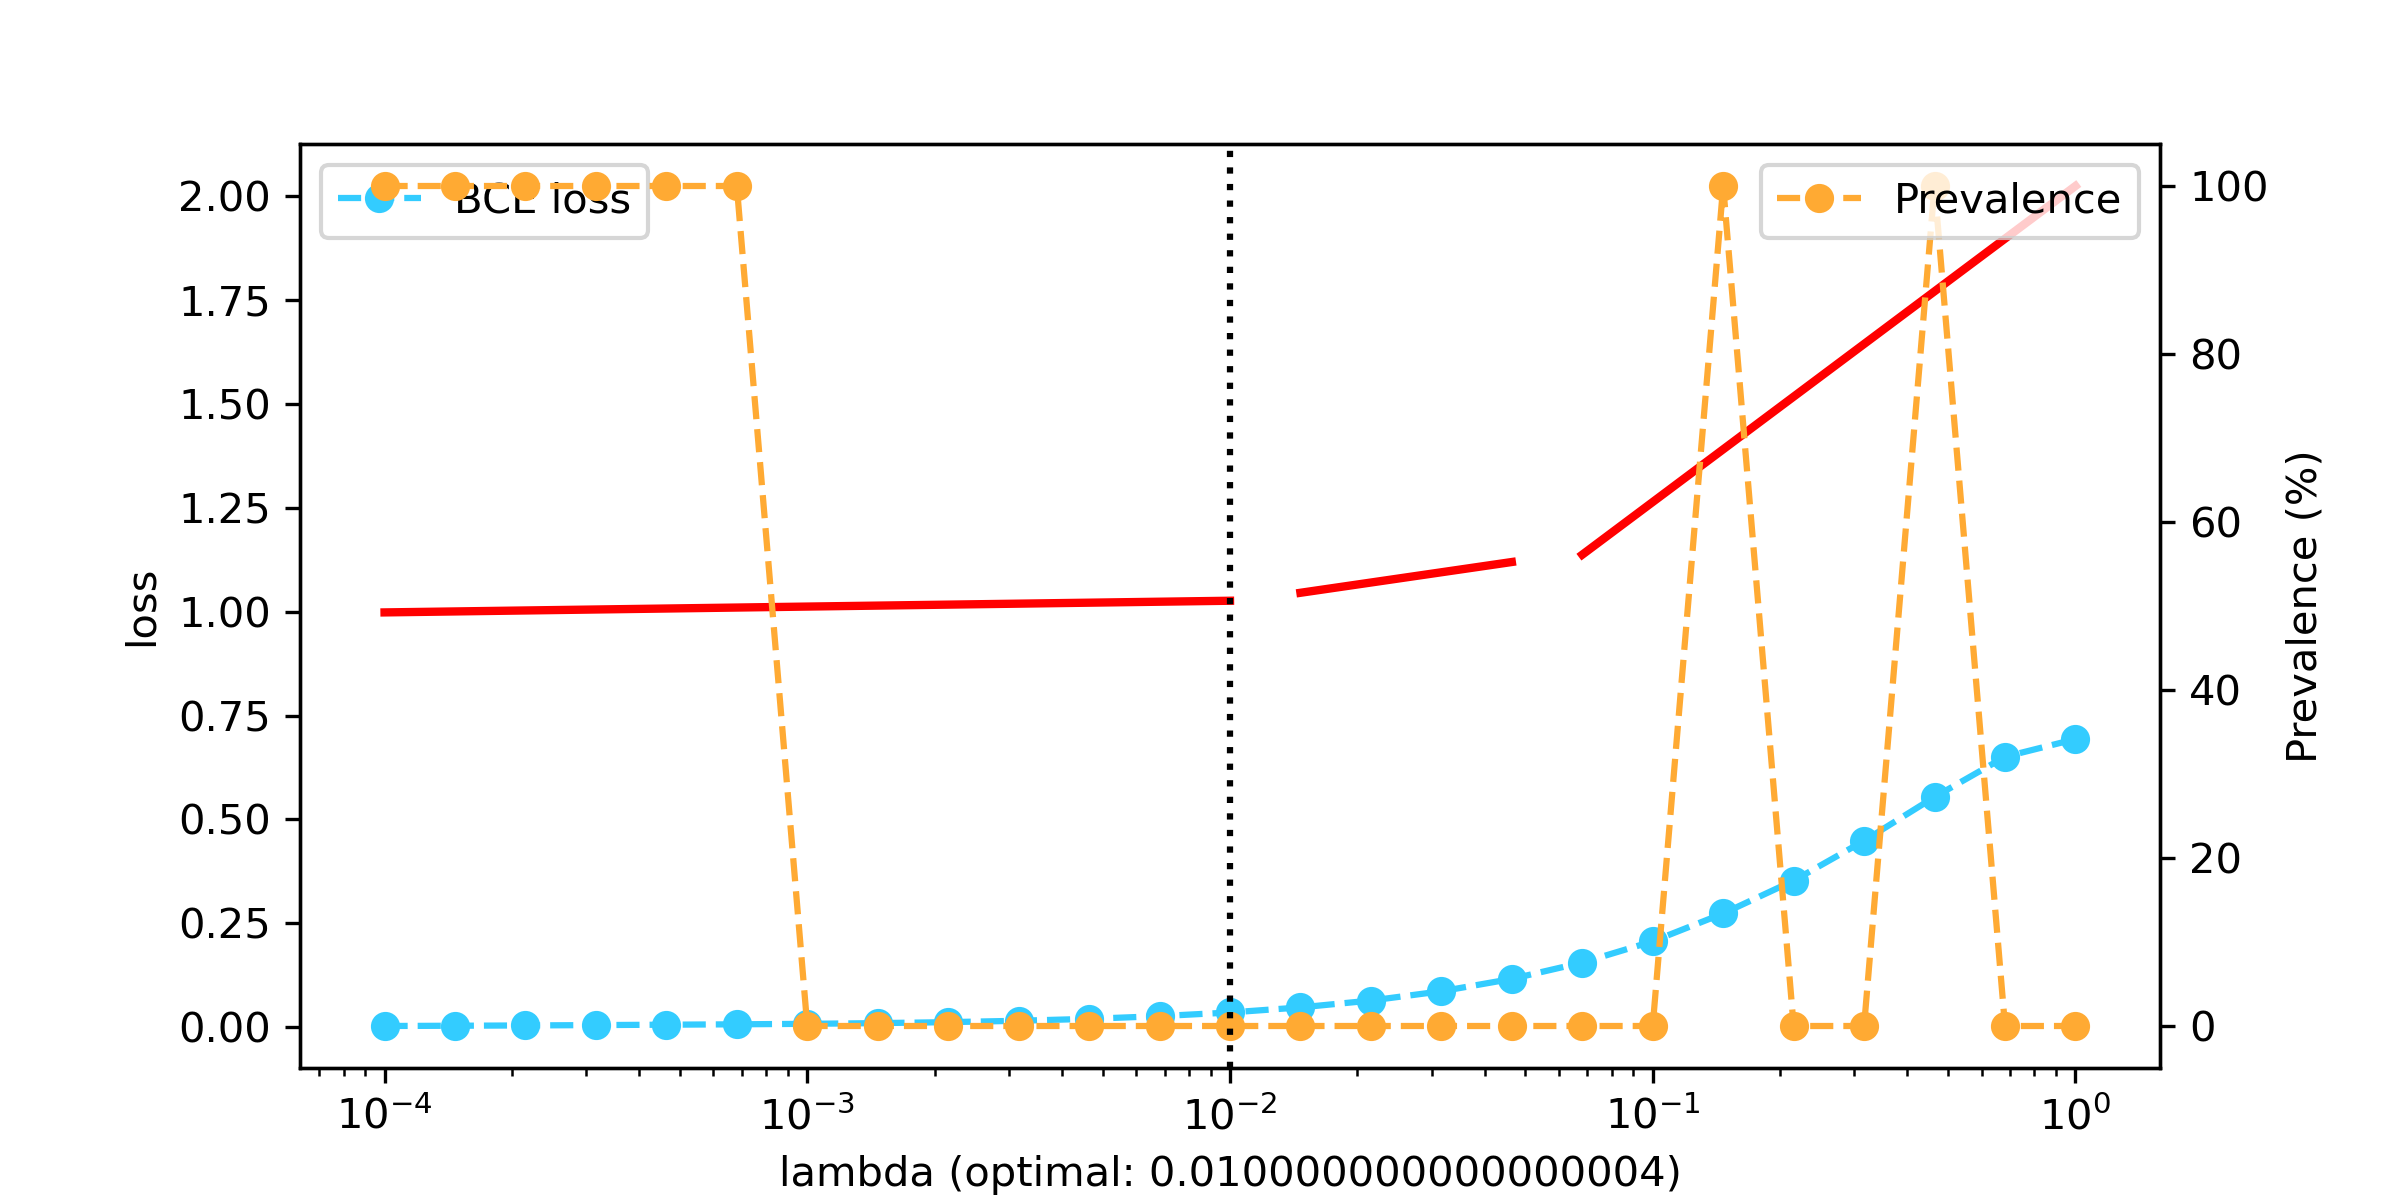 BCE loss
Prevalence
2.00
1.75
1.50
1.25
1.00
0.75
0.50
0.25
0.00
loss
100
80
60
40
20
0
Prevalence (%)
10⁻⁴ 10⁻³ 10⁻² 10⁻¹ 10⁰
lambda (optimal: 0.010000000000000004)